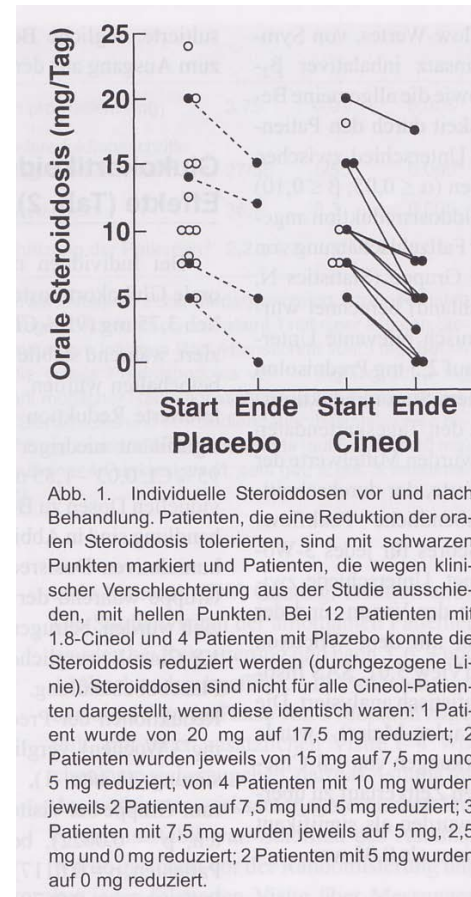 Orale Steroiddosis (mg/Tag)
25
20
15
10
5
0
Start Ende Start Ende
Placebo Cineol
Abb. 1. Individuelle Steroiddosen vor und nach
Behandlung. Patienten, die eine Reduktion der ora-
len Steroiddosis tolerierten, sind mit schwarzen
Punkten markiert und Patienten, die wegen klini-
scher Verschlechterung aus der Studie ausschie-
den, mit hellen Punkten. Bei 12 Patienten mit
1,8-Cineol und 4 Patienten mit Plazebo konnte die
Steroiddosis reduziert werden (durchgezogene Li-
nie). Steroiddosen sind nicht für alle Cineol-Patien-
ten dargestellt, wenn diese identisch waren: 1 Pati-
ent wurde von 20 mg auf 17,5 mg reduziert; 2
Patienten wurden jeweils von 15 mg auf 7,5 mg und
5 mg reduziert; von 4 Patienten mit 10 mg wurden
jeweils 2 Patienten auf 7,5 mg und 5 mg reduziert; 3
Patienten mit 7,5 mg wurden jeweils auf 5 mg, 2,5
mg und 0 mg reduziert; 2 Patienten mit 5 mg wurden
auf 0 mg reduziert.